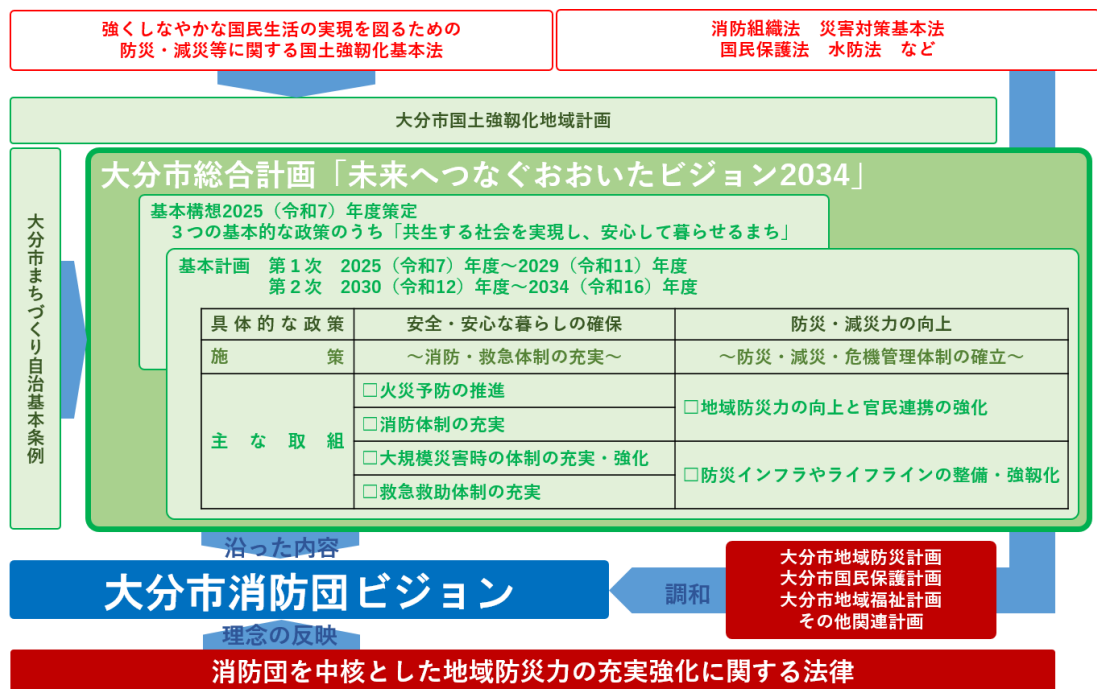 強くしなやかな国民生活の実現を図るための
防災・減災等に関する国土強靱化基本法
消防組織法　災害対策基本法
国民保護法　水防法　など
大分市国土強靱化地域計画
大分市まちづくり自治基本条例
大分市総合計画「未来へつなぐおおいたビジョン2034」
基本構想2025（令和7）年度策定
３つの基本的な政策のうち「共生する社会を実現し、安心して暮らせるまち」
基本計画　第１次　2025（令和7）年度～2029（令和11）年度
第２次　2030（令和12）年度～2034（令和16）年度
具体的な政策　安全・安心な暮らしの確保　防災・減災力の向上
施策　～消防・救急体制の充実～　～防災・減災・危機管理体制の確立～
主な取組
□火災予防の推進
□消防体制の充実
□大規模災害時の体制の充実・強化
□救急救助体制の充実
□地域防災力の向上と官民連携の強化
□防災インフラやライフラインの整備・強靱化
沿った内容
大分市消防団ビジョン
調和
大分市地域防災計画
大分市国民保護計画
大分市地域福祉計画
その他関連計画
理念の反映
消防団を中核とした地域防災力の充実強化に関する法律